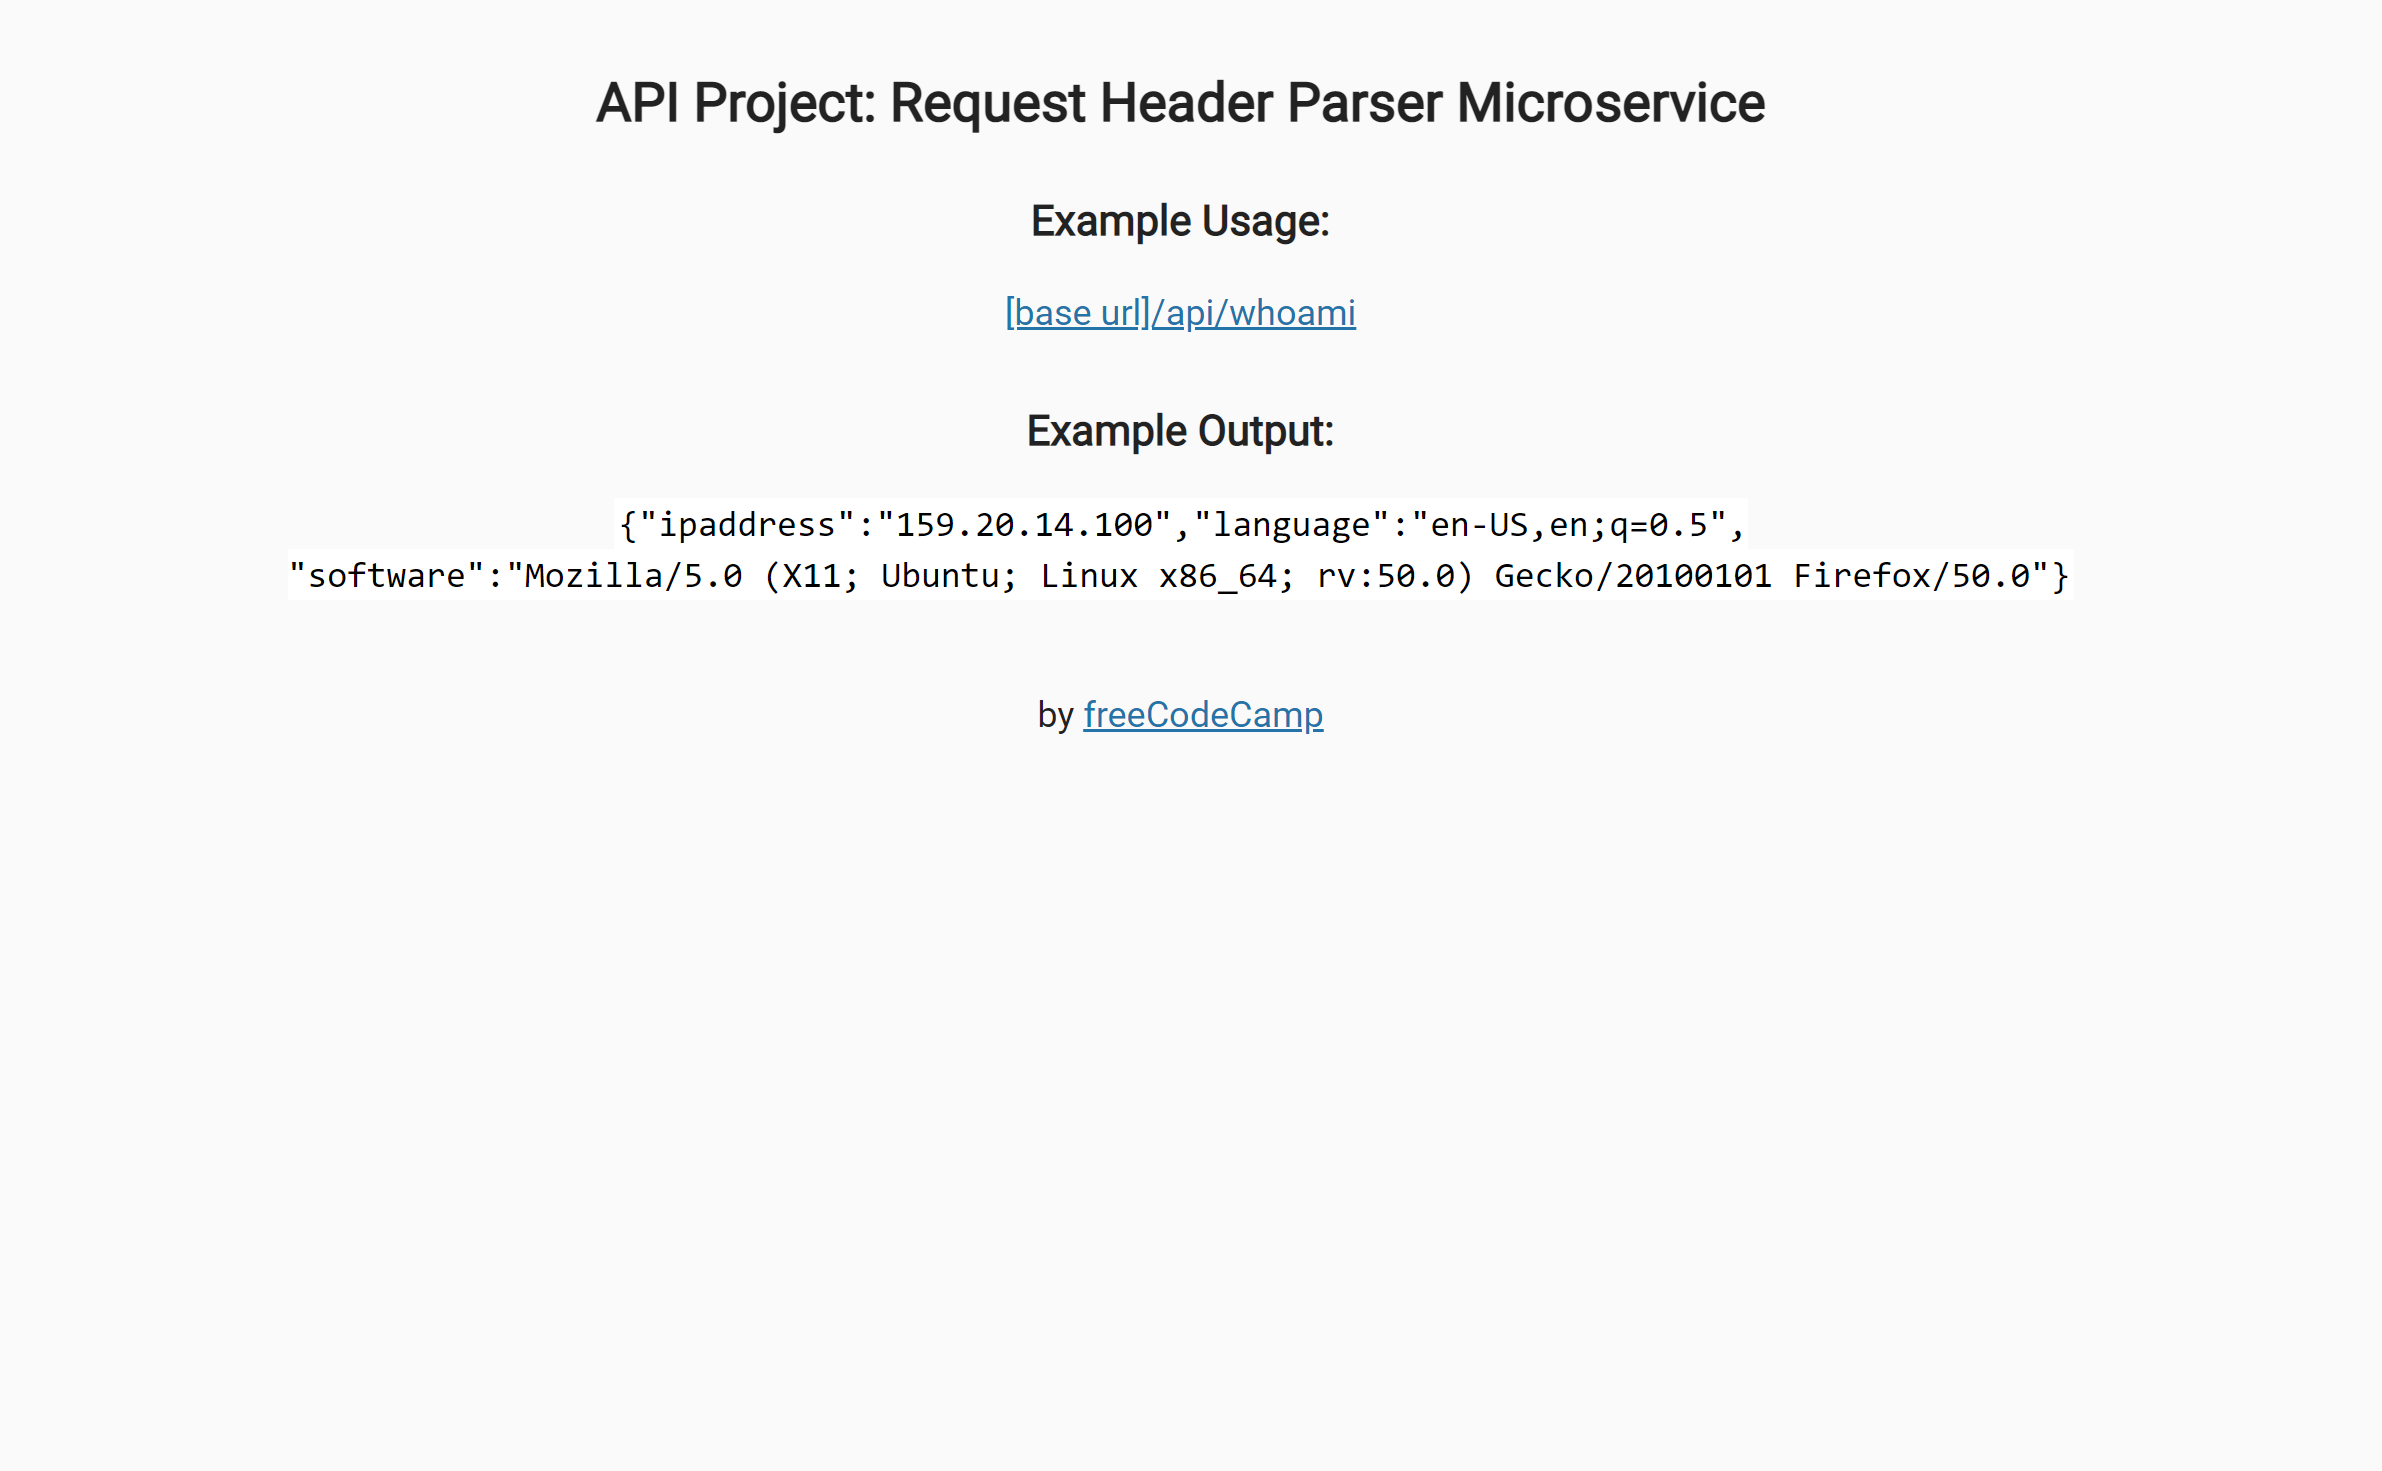 API Project: Request Header Parser Microservice
Example Usage:
[base url]/api/whoami
Example Output:
{"ipaddress":"159.20.14.100","language":"en-US,en;q=0.5",
"software":"Mozilla/5.0 (X11; Ubuntu; Linux x86_64; rv:50.0) Gecko/20100101 Firefox/50.0"}
by freeCodeCamp